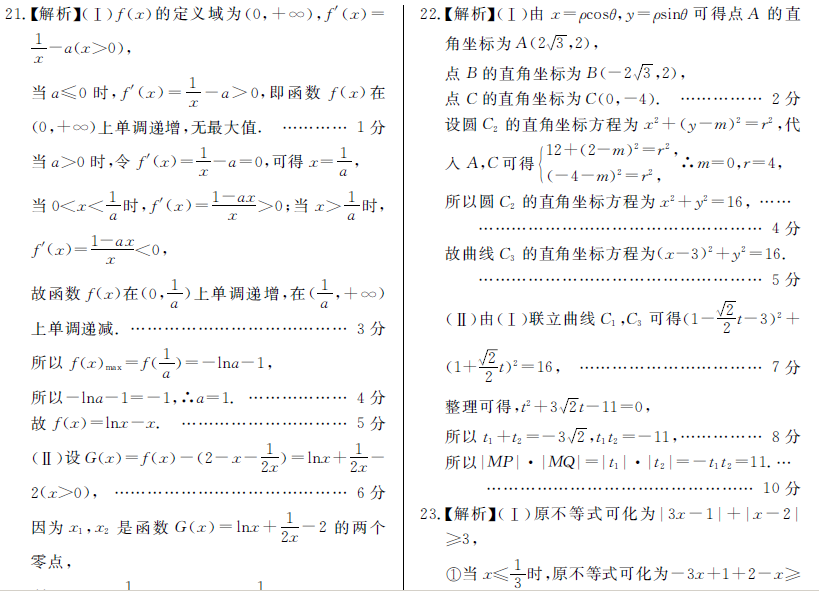 21.【解析】(Ⅰ)f(x)的定义域为(0,+∞),f′(x)=
1/x−a(x>0),
当a≤0时,f′(x)=1/x−a>0,即函数 f(x)在
(0,+∞)上单调递增,无最大值. ………… 1分
当a>0时,令 f′(x)=1/x−a=0,可得x=1/a,
当0<x<1/a时,f′(x)=(1−ax)/x>0;当x>1/a时,
f′(x)=(1−ax)/x<0,
故函数f(x)在(0,1/a)上单调递增,在(1/a,+∞)
上单调递减. ………………………………… 3分
所以 f(x)max=f(1/a)=−lna−1,
所以−lna−1=−1,∴a=1. ……………… 4分
故 f(x)=lnx−x. ………………………… 5分
(Ⅱ)设G(x)=f(x)−(2−x−1/2x)=lnx+1/2x−
2(x>0), …………………………………… 6分
因为x₁,x₂是函数G(x)=lnx+1/2x−2的两个
零点,
22.【解析】(Ⅰ)由 x=ρcosθ,y=ρsinθ可得点A的直
角坐标为A(2√3,2),
点B的直角坐标为B(−2√3,2),
点C的直角坐标为C(0,−4). …………… 2分
设圆C₂的直角坐标方程为x²+(y−m)²=r²,代
入A,C可得{12+(2−m)²=r², (−4−m)²=r², ∴m=0,r=4,
所以圆C₂的直角坐标方程为x²+y²=16, ……
…………………………………………… 4分
故曲线C₃的直角坐标方程为(x−3)²+y²=16.
…………………………………………… 5分
(Ⅱ)由(Ⅰ)联立曲线C₁,C₃可得(1−√2/2t−3)²+
(1+√2/2t)²=16, …………………………… 7分
整理可得,t²+3√2t−11=0,
所以t₁+t₂=−3√2,t₁t₂=−11,…………… 8分
所以|MP|·|MQ|=|t₁|·|t₂|=−t₁t₂=11.…
………………………………………… 10分
23.【解析】(Ⅰ)原不等式可化为|3x−1|+|x−2|
≥3,
①当x≤1/3时,原不等式可化为−3x+1+2−x≥